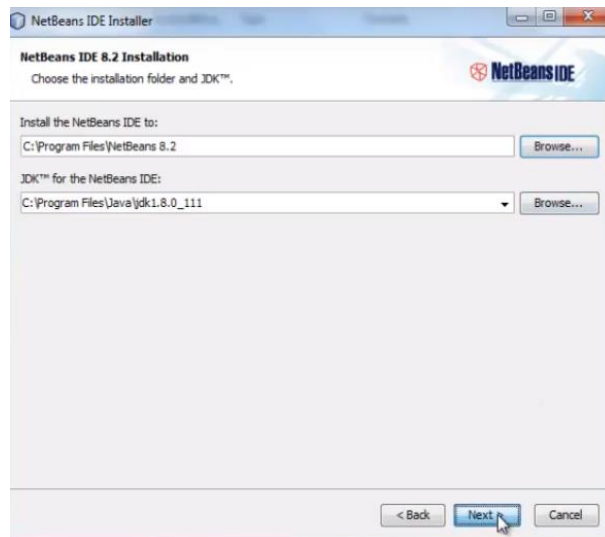 NetBeans IDE Installer
NetBeans IDE 8.2 Installation
Choose the installation folder and JDK™.
NetBeans IDE
Install the NetBeans IDE to:
C:\Program Files\NetBeans 8.2
Browse...
JDK™ for the NetBeans IDE:
C:\Program Files\Java\jdk1.8.0_111
Browse...
< Back
Next >
Cancel